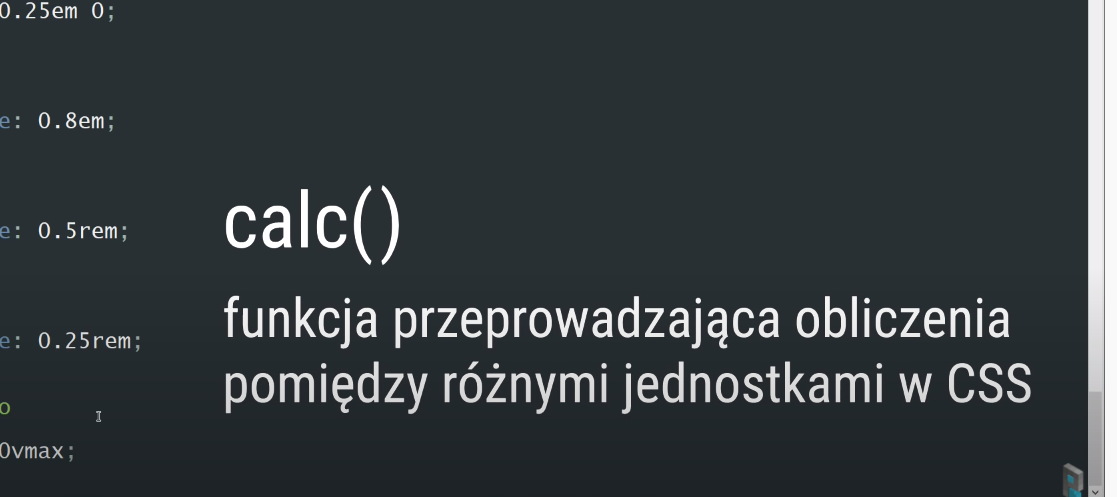 0.25em 0;
e: 0.8em;
calc()
e: 0.5rem;
funkcja przeprowadzająca obliczenia
e: 0.25rem;
pomiędzy różnymi jednostkami w CSS
o
0vmax;